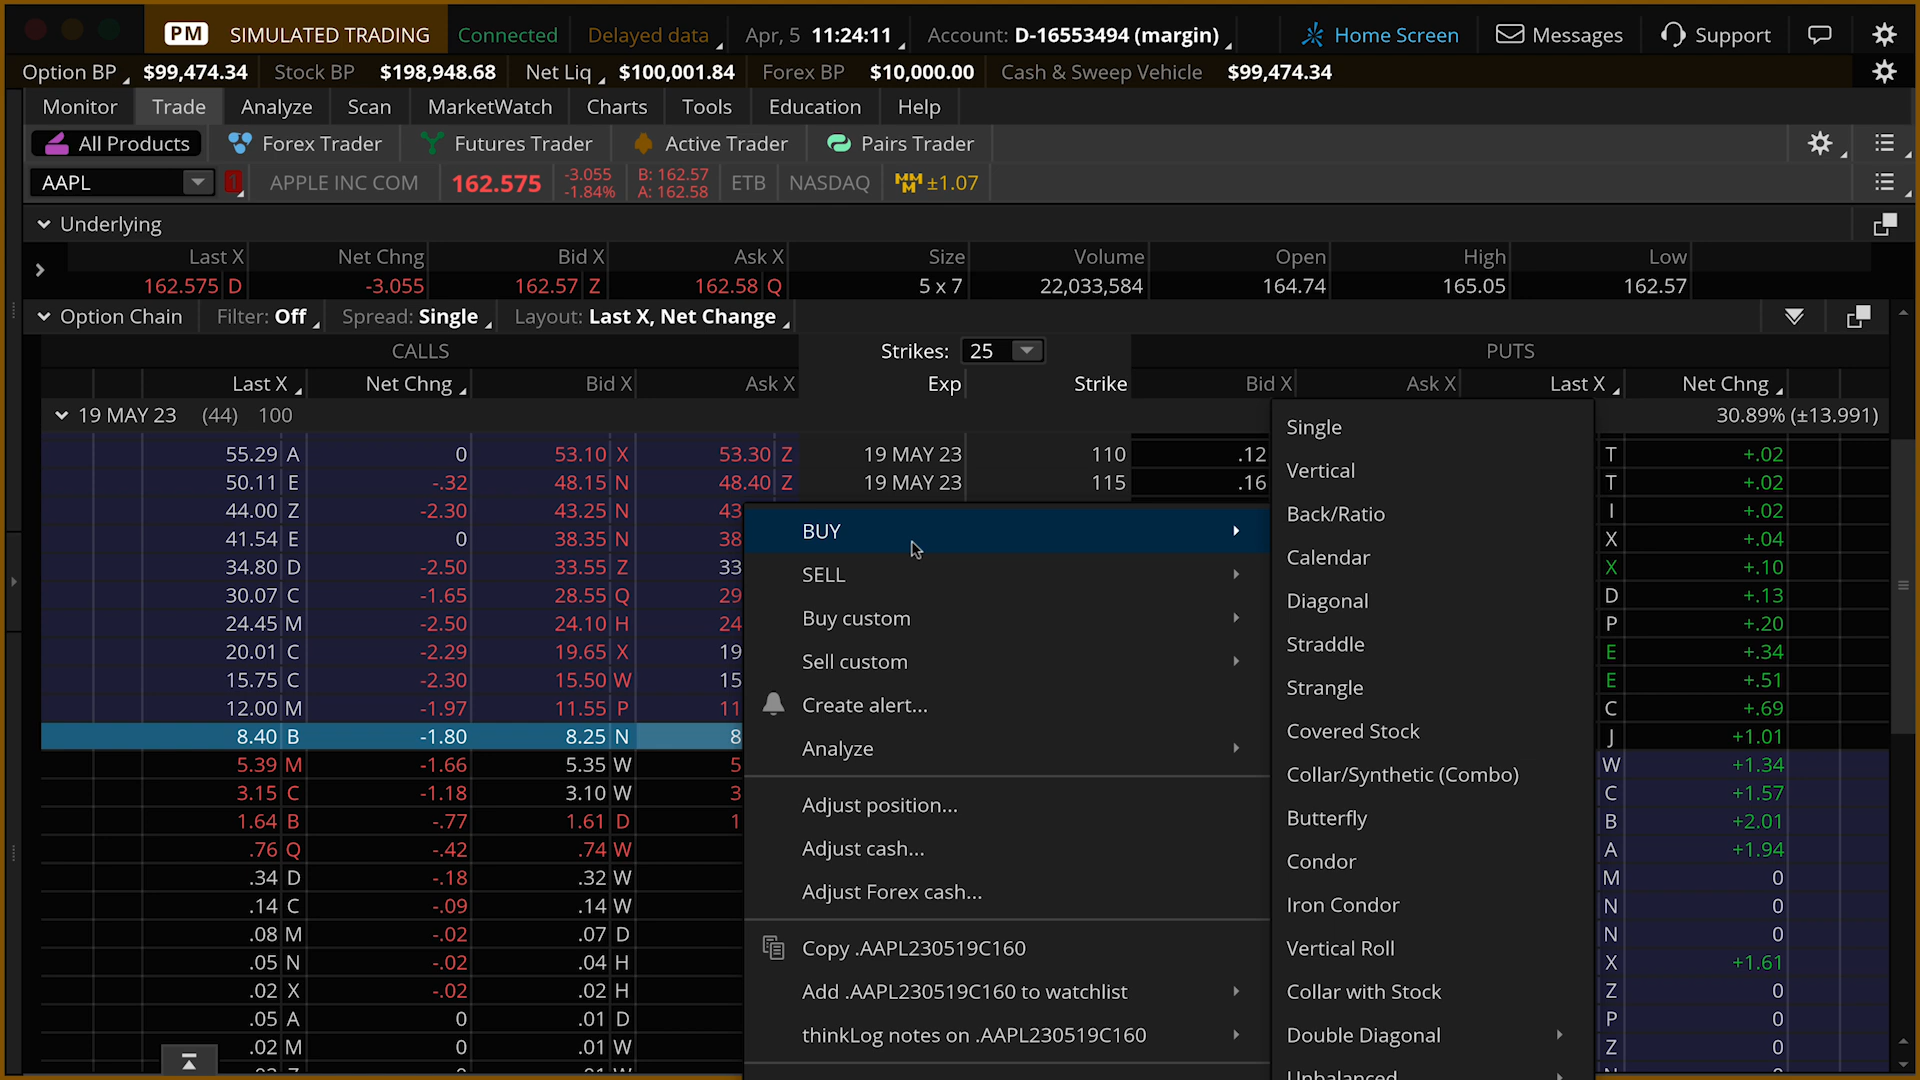 PM SIMULATED TRADING Connected Delayed data Apr, 5 11:24:11 Account: D-16553494 (margin) Home Screen Messages Support
Option BP $99,474.34 Stock BP $198,948.68 Net Liq $100,001.84 Forex BP $10,000.00 Cash & Sweep Vehicle $99,474.34
Monitor Trade Analyze Scan MarketWatch Charts Tools Education Help
All Products Forex Trader Futures Trader Active Trader Pairs Trader
AAPL 1 APPLE INC COM 162.575 -3.055 -1.84% B: 162.57 A: 162.58 ETB NASDAQ ±1.07
Underlying
Last X Net Chng Bid X Ask X Size Volume Open High Low
162.575 D -3.055 162.57 Z 162.58 Q 5 x 7 22,033,584 164.74 165.05 162.57
Option Chain Filter: Off Spread: Single Layout: Last X, Net Change
CALLS Strikes: 25 PUTS
Last X Net Chng Bid X Ask X Exp Strike Bid X Ask X Last X Net Chng
19 MAY 23 (44) 100 30.89% (±13.991)
55.29 A 0 53.10 X 53.30 Z 19 MAY 23 110 .12 T +.02
50.11 E -.32 48.15 N 48.40 Z 19 MAY 23 115 .16 T +.02
44.00 Z -2.30 43.25 N 43 I +.02
41.54 E 0 38.35 N 38 X +.04
34.80 D -2.50 33.55 Z 33 X +.10
30.07 C -1.65 28.55 Q 29 D +.13
24.45 M -2.50 24.10 H 24 P +.20
20.01 C -2.29 19.65 X 19 E +.34
15.75 C -2.30 15.50 W 15 E +.51
12.00 M -1.97 11.55 P 11 C +.69
8.40 B -1.80 8.25 N 8 J +1.01
5.39 M -1.66 5.35 W 5 W +1.34
3.15 C -1.18 3.10 W 3 C +1.57
1.64 B -.77 1.61 D 1 B +2.01
.76 Q -.42 .74 W A +1.94
.34 D -.18 .32 W M 0
.14 C -.09 .14 W N 0
.08 M -.02 .07 D N 0
.05 N -.02 .04 H X +1.61
.02 X -.02 .02 H Z 0
.05 A 0 .01 D P 0
.02 M 0 .01 W Z 0
BUY
SELL
Buy custom
Sell custom
Create alert...
Analyze
Adjust position...
Adjust cash...
Adjust Forex cash...
Copy .AAPL230519C160
Add .AAPL230519C160 to watchlist
thinkLog notes on .AAPL230519C160
Single
Vertical
Back/Ratio
Calendar
Diagonal
Straddle
Strangle
Covered Stock
Collar/Synthetic (Combo)
Butterfly
Condor
Iron Condor
Vertical Roll
Collar with Stock
Double Diagonal
Unbalanced